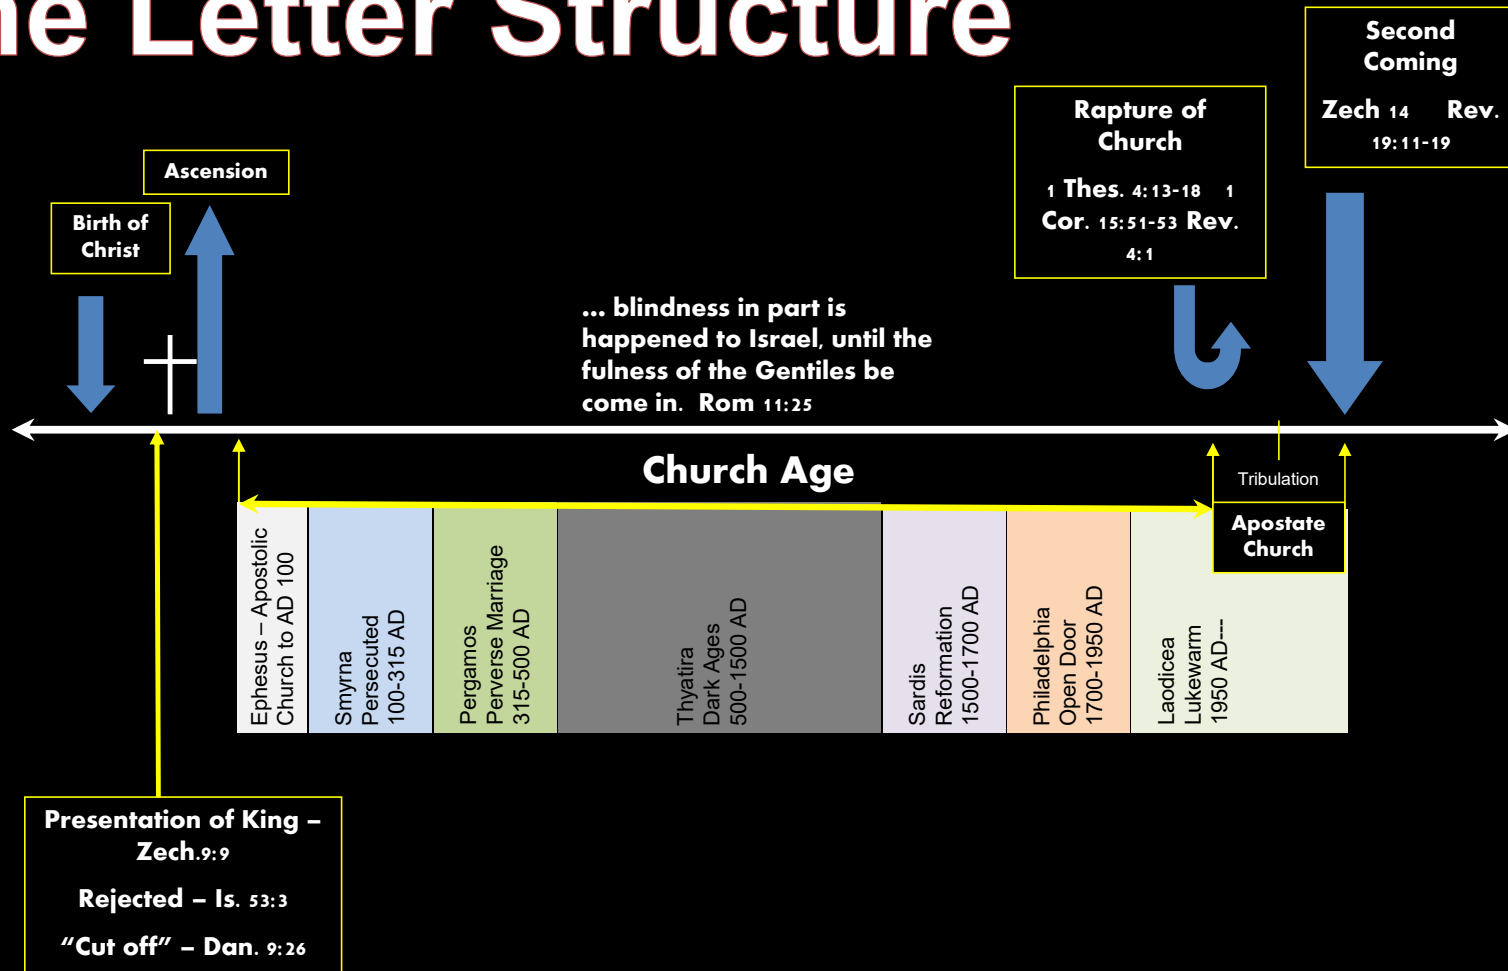 he Letter Structure
Second
Coming
Zech 14 Rev.
19:11-19
Rapture of
Church
1 Thes. 4:13-18 1
Cor. 15:51-53 Rev.
4:1
Ascension
Birth of
Christ
... blindness in part is
happened to Israel, until the
fulness of the Gentiles be
come in. Rom 11:25
Church Age
Tribulation
Apostate
Church
Ephesus – Apostolic
Church to AD 100
Smyrna
Persecuted
100-315 AD
Pergamos
Perverse Marriage
315-500 AD
Thyatira
Dark Ages
500-1500 AD
Sardis
Reformation
1500-1700 AD
Philadelphia
Open Door
1700-1950 AD
Laodicea
Lukewarm
1950 AD---
Presentation of King –
Zech.9:9
Rejected – Is. 53:3
“Cut off” – Dan. 9:26